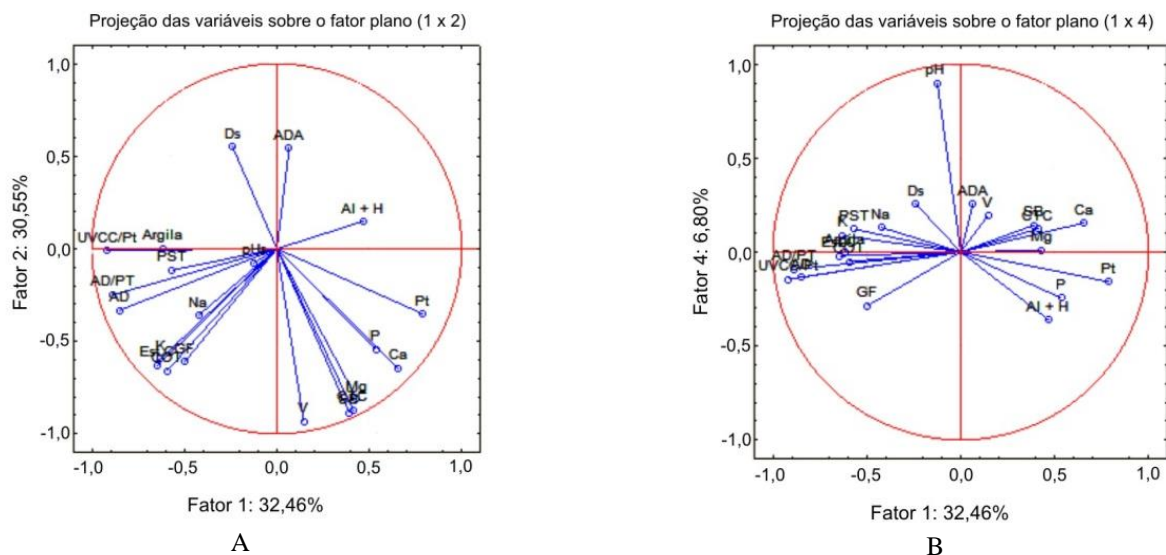 Projeção das variáveis sobre o fator plano (1 x 2)
1,0
0,5
0,0
-0,5
-1,0
Fator 2: 30,55%
Ds
ADA
Al + H
UVCC/Pt
Argila
PST
AD/PT
AD
Na
K
GF
COT
Pt
P
Ca
Mg
CTC
V
-1,0 -0,5 0,0 0,5 1,0
Fator 1: 32,46%
A
Projeção das variáveis sobre o fator plano (1 x 4)
1,0
0,5
0,0
-0,5
-1,0
Fator 4: 6,80%
pH
Ds
ADA
V
PST
K
Na
SB
CTC
Ca
Mg
AD/PT
UVCC/Pt
GF
Pt
P
Al + H
-1,0 -0,5 0,0 0,5 1,0
Fator 1: 32,46%
B